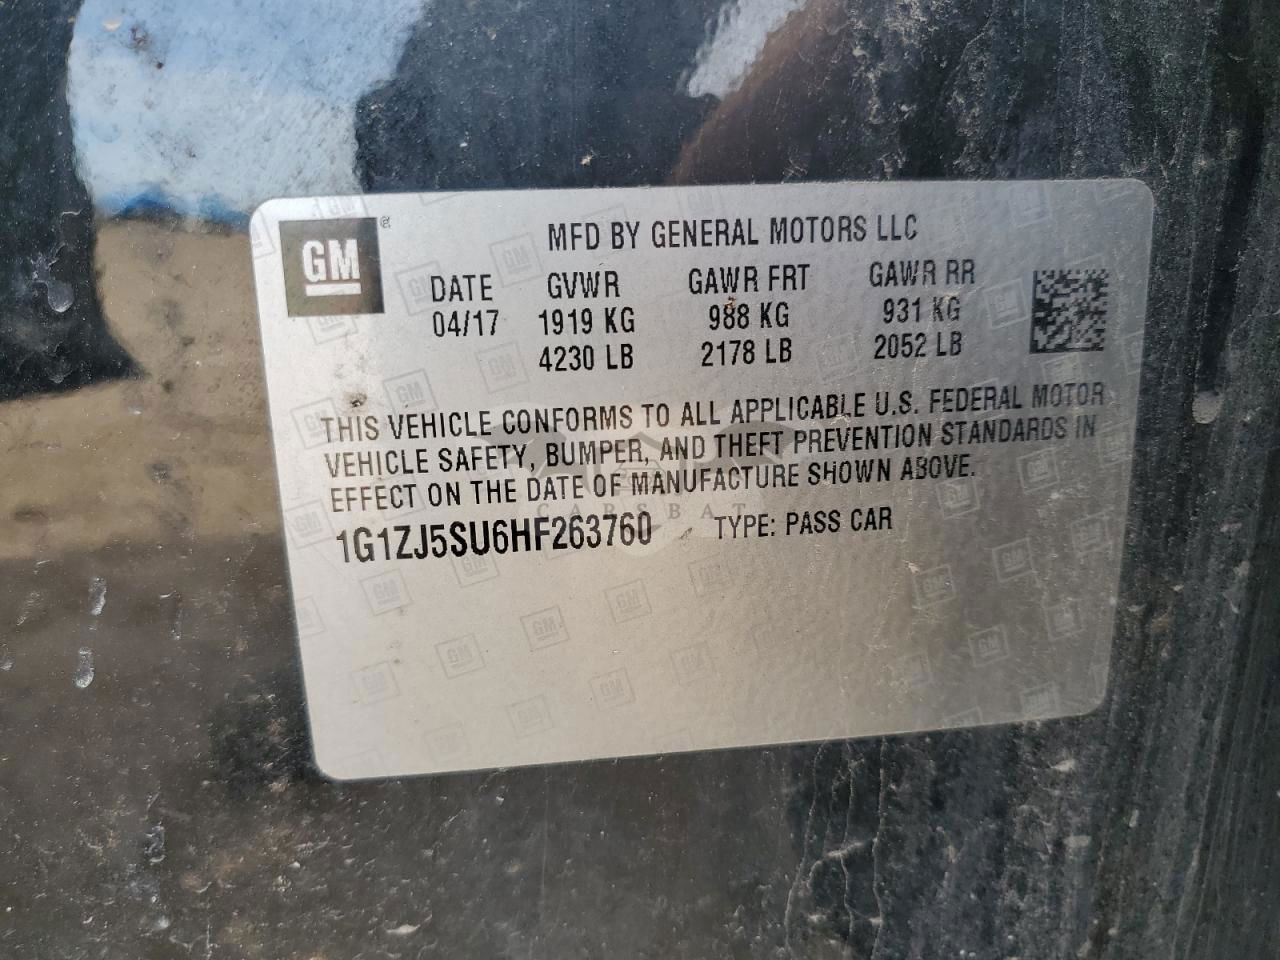 GM
MFD BY GENERAL MOTORS LLC
DATE GVWR GAWR FRT GAWR RR
04/17 1919 KG 988 KG 931 KG
4230 LB 2178 LB 2052 LB
THIS VEHICLE CONFORMS TO ALL APPLICABLE U.S. FEDERAL MOTOR
VEHICLE SAFETY, BUMPER, AND THEFT PREVENTION STANDARDS IN
EFFECT ON THE DATE OF MANUFACTURE SHOWN ABOVE.
CARSBAT
1G1ZJ5SU6HF263760 TYPE: PASS CAR